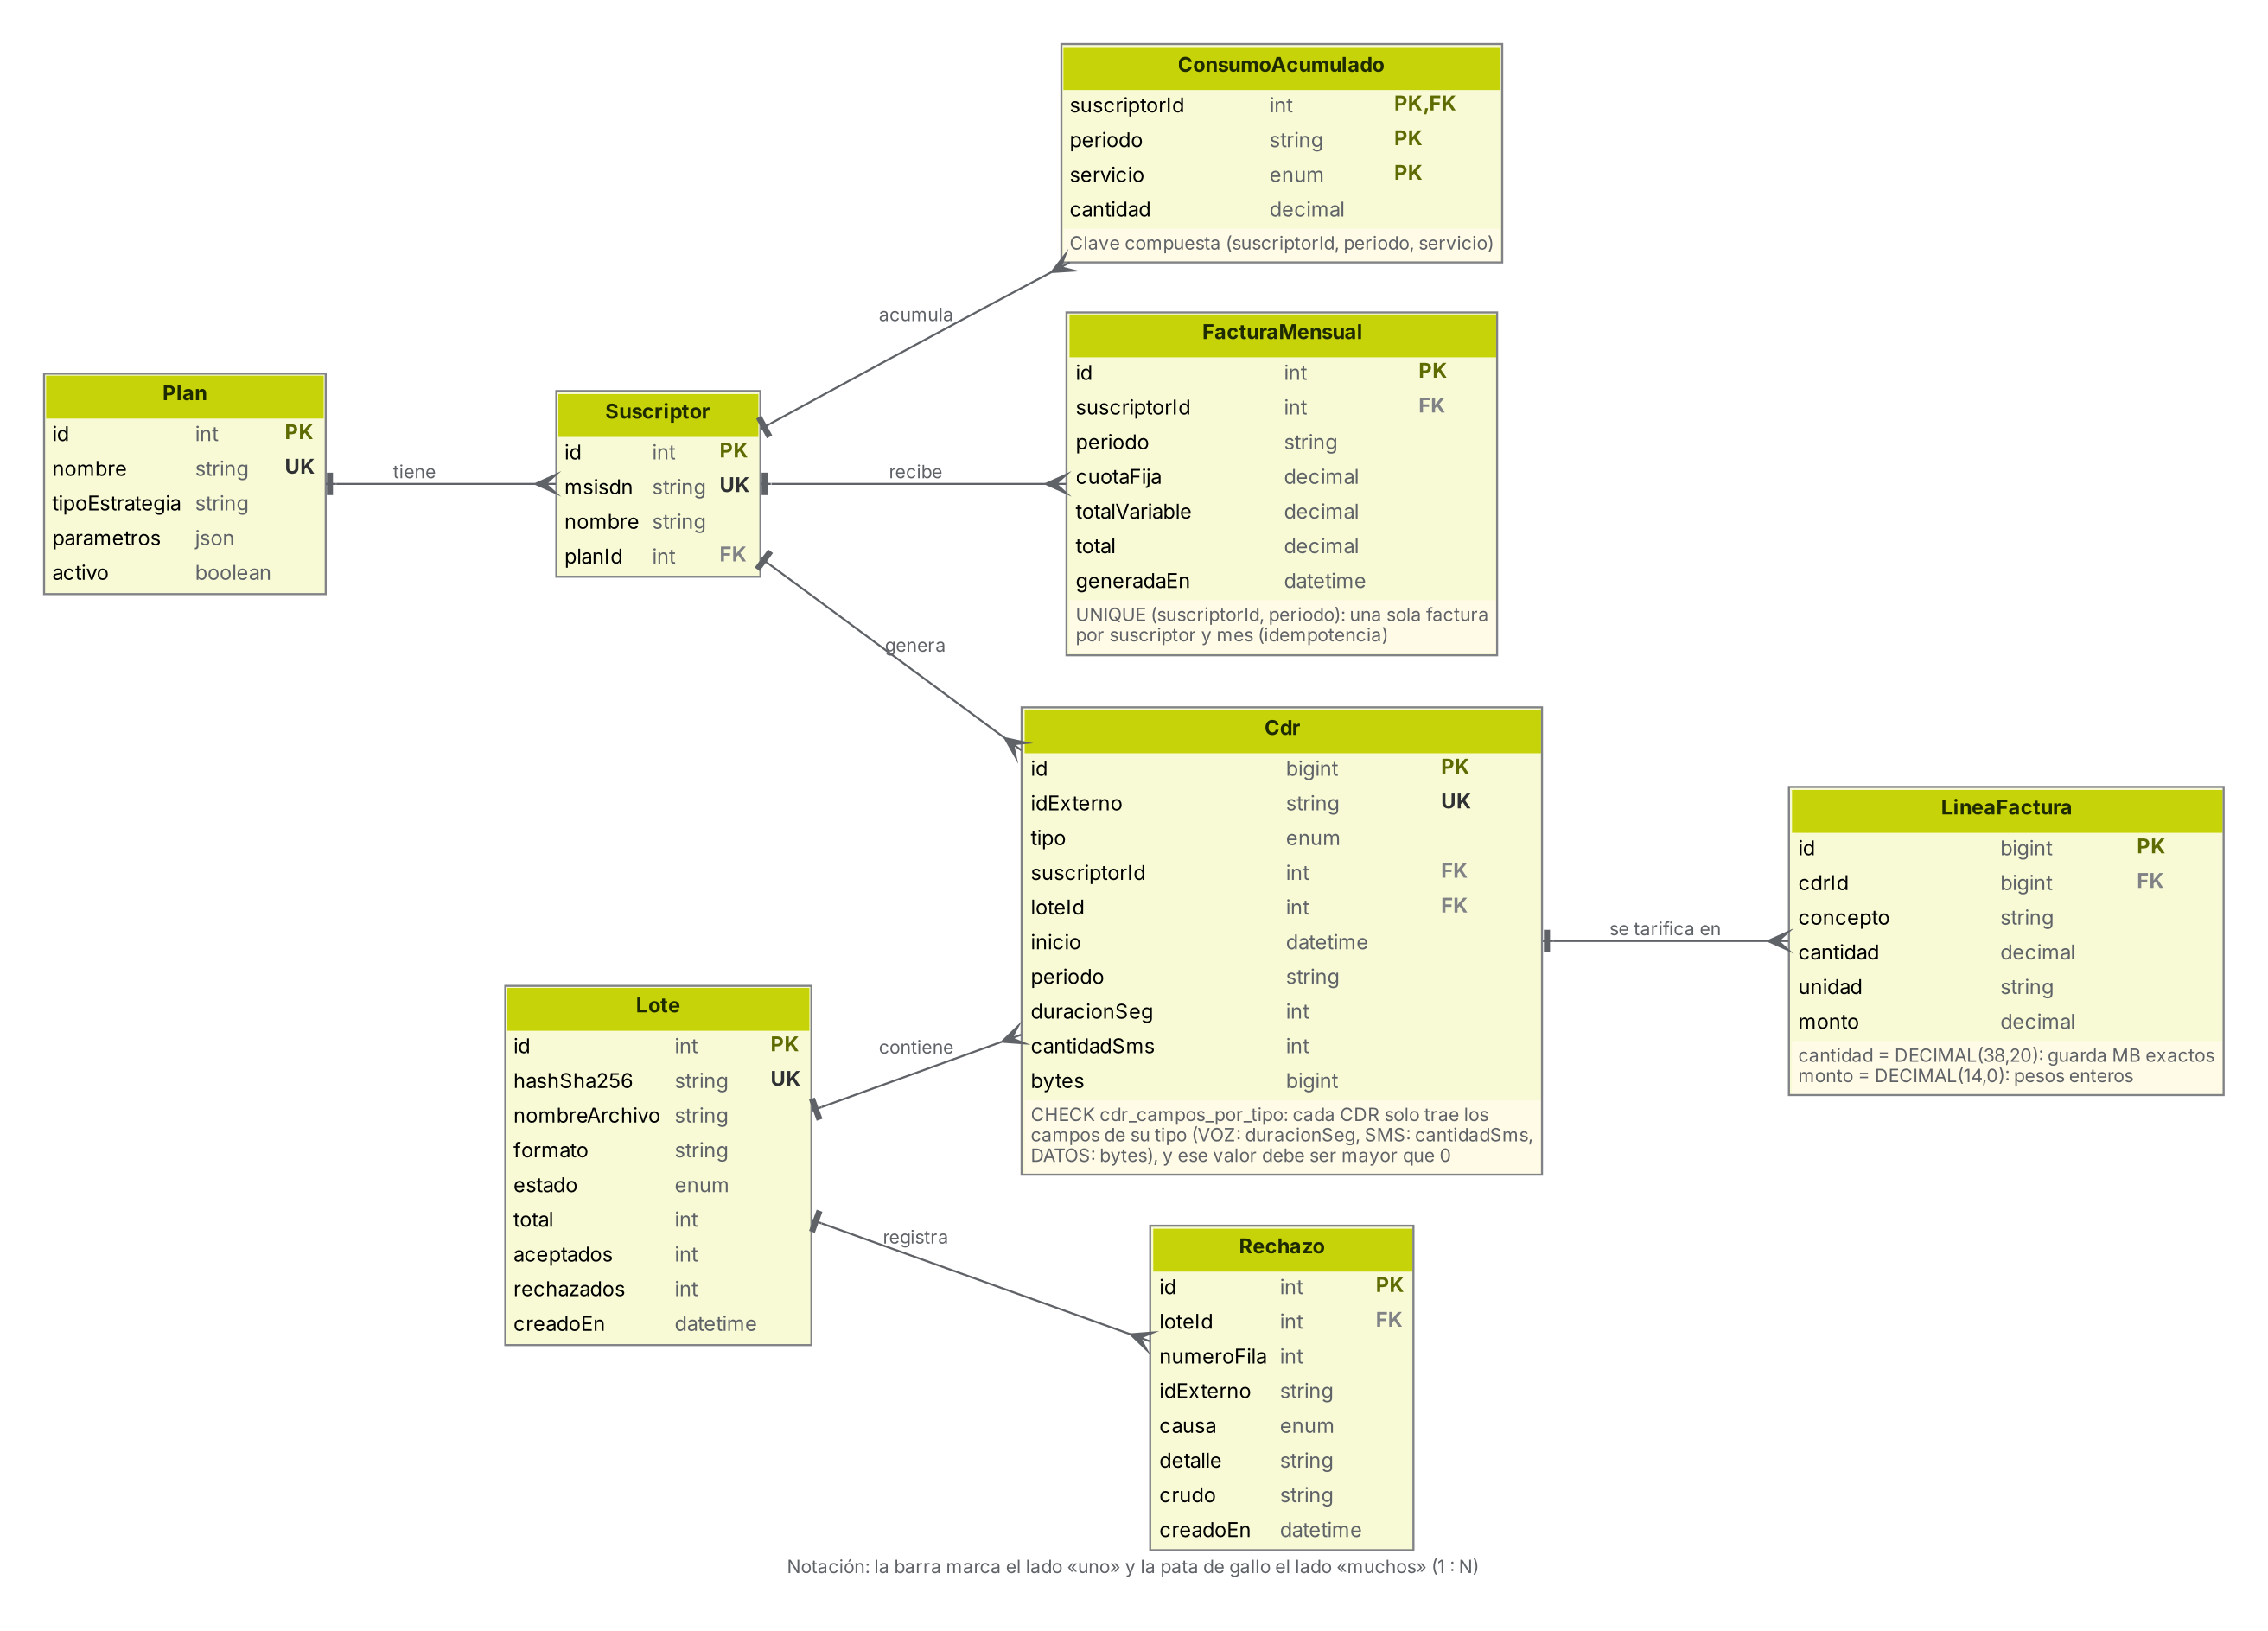 ConsumoAcumulado
suscriptorId int PK,FK
periodo string PK
servicio enum PK
cantidad decimal
Clave compuesta (suscriptorId, periodo, servicio)
acumula
FacturaMensual
id int PK
suscriptorId int FK
periodo string
cuotaFija decimal
totalVariable decimal
total decimal
generadaEn datetime
UNIQUE (suscriptorId, periodo): una sola factura
por suscriptor y mes (idempotencia)
Plan
id int PK
nombre string UK
tipoEstrategia string
parametros json
activo boolean
tiene
Suscriptor
id int PK
msisdn string UK
nombre string
planId int FK
recibe
genera
Cdr
id bigint PK
idExterno string UK
tipo enum
suscriptorId int FK
loteId int FK
inicio datetime
periodo string
duracionSeg int
cantidadSms int
bytes bigint
CHECK cdr_campos_por_tipo: cada CDR solo trae los
campos de su tipo (VOZ: duracionSeg, SMS: cantidadSms,
DATOS: bytes), y ese valor debe ser mayor que 0
se tarifica en
LineaFactura
id bigint PK
cdrId bigint FK
concepto string
cantidad decimal
unidad string
monto decimal
cantidad = DECIMAL(38,20): guarda MB exactos
monto = DECIMAL(14,0): pesos enteros
Lote
id int PK
hashSha256 string UK
nombreArchivo string
formato string
estado enum
total int
aceptados int
rechazados int
creadoEn datetime
contiene
registra
Rechazo
id int PK
loteId int FK
numeroFila int
idExterno string
causa enum
detalle string
crudo string
creadoEn datetime
Notación: la barra marca el lado «uno» y la pata de gallo el lado «muchos» (1 : N)